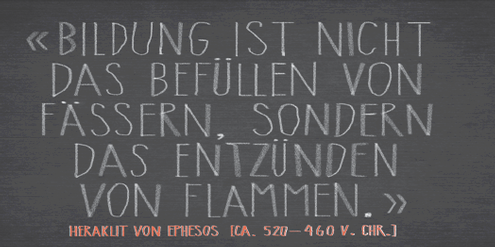 «BILDUNG IST NICHT
DAS BEFÜLLEN VON
FÄSSERN, SONDERN
DAS ENTZÜNDEN
VON FLAMMEN.»
HERAKLIT VON EPHESOS [CA. 520–460 V. CHR.]